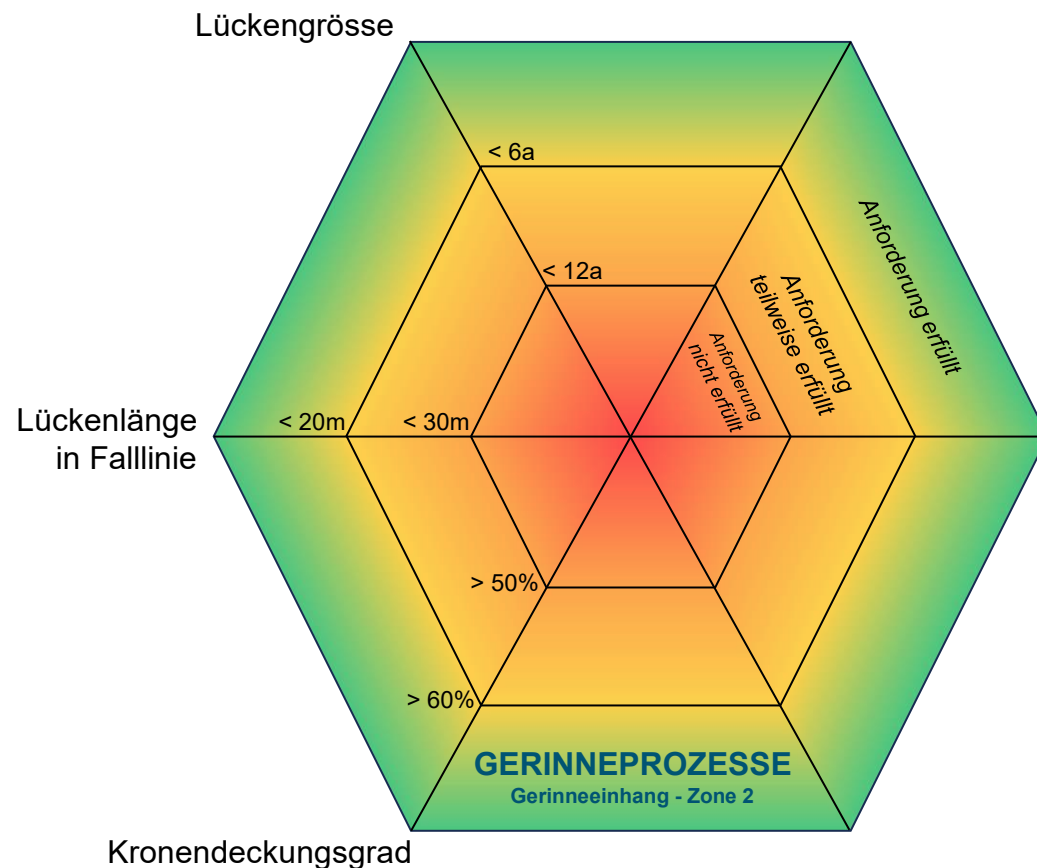 Lückengrösse
< 6a
< 12a
Anforderung erfüllt
Anforderung
teilweise erfüllt
Anforderung
nicht erfüllt
Lückenlänge
in Falllinie
< 20m
< 30m
> 50%
> 60%
GERINNEPROZESSE
Gerinneeinhang - Zone 2
Kronendeckungsgrad